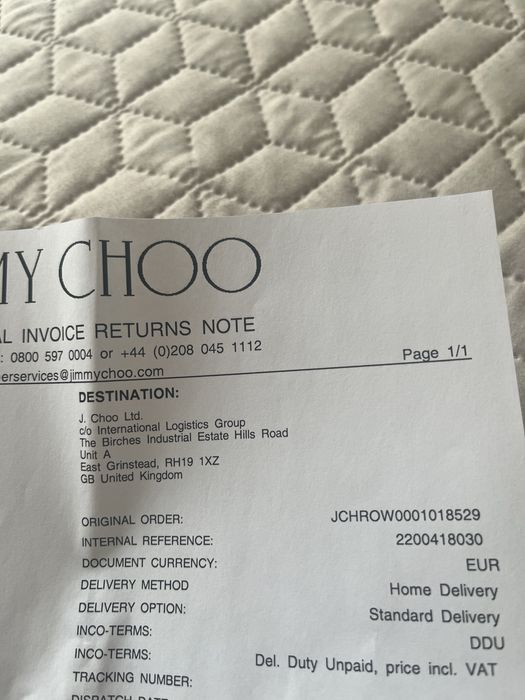 MY CHOO
AL INVOICE RETURNS NOTE
: 0800 597 0004 or +44 (0)208 045 1112
erservices@jimmychoo.com
Page 1/1
DESTINATION:
J. Choo Ltd.
c/o International Logistics Group
The Birches Industrial Estate Hills Road
Unit A
East Grinstead, RH19 1XZ
GB United Kingdom
ORIGINAL ORDER: JCHROW0001018529
INTERNAL REFERENCE: 2200418030
DOCUMENT CURRENCY: EUR
DELIVERY METHOD Home Delivery
DELIVERY OPTION: Standard Delivery
INCO-TERMS: DDU
INCO-TERMS: Del. Duty Unpaid, price incl. VAT
TRACKING NUMBER:
DISPATCH DATE